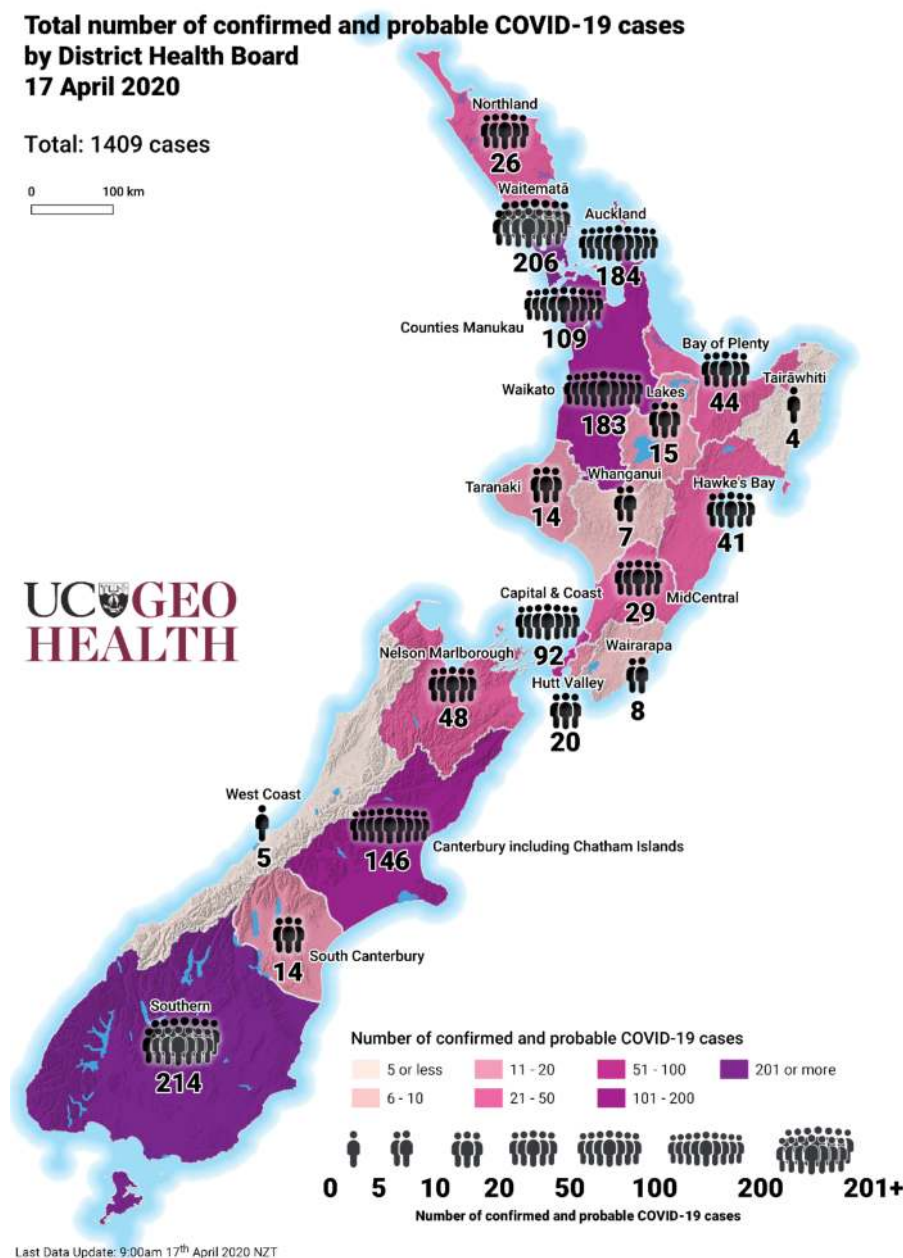 Total number of confirmed and probable COVID-19 cases
by District Health Board
17 April 2020
Total: 1409 cases
0 100 km
Northland
26
Waitematā
206
Auckland
184
Counties Manukau
109
Bay of Plenty
44
Tairāwhiti
4
Waikato
183
Lakes
15
Taranaki
14
Whanganui
7
Hawke's Bay
41
UC GEO
HEALTH
Capital & Coast
92
MidCentral
29
Wairarapa
8
Nelson Marlborough
48
Hutt Valley
20
West Coast
5
Canterbury including Chatham Islands
146
South Canterbury
14
Southern
214
Number of confirmed and probable COVID-19 cases
5 or less 11 - 20 51 - 100 201 or more
6 - 10 21 - 50 101 - 200
0 5 10 20 50 100 200 201+
Number of confirmed and probable COVID-19 cases
Last Data Update: 9:00am 17th April 2020 NZT